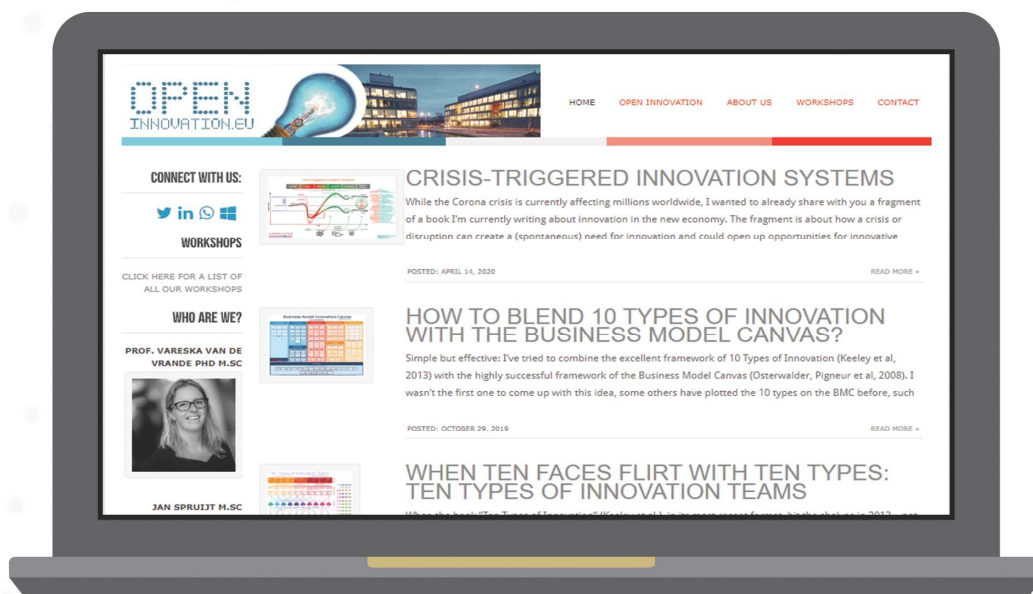 OPEN
INNOVATION.EU
HOME OPEN INNOVATION ABOUT US WORKSHOPS CONTACT
CONNECT WITH US:
WORKSHOPS
CLICK HERE FOR A LIST OF
ALL OUR WORKSHOPS
WHO ARE WE?
PROF. VARESKA VAN DE
VRANDE PHD M.SC
JAN SPRUIJT M.SC
CRISIS-TRIGGERED INNOVATION SYSTEMS
While the Corona crisis is currently affecting millions worldwide, I wanted to already share with you a fragment
of a book I'm currently writing about innovation in the new economy. The fragment is about how a crisis or
disruption can create a (spontaneous) need for innovation and could open up opportunities for innovative
POSTED: APRIL 14, 2020 READ MORE »
Business Model Innovation Canvas
HOW TO BLEND 10 TYPES OF INNOVATION
WITH THE BUSINESS MODEL CANVAS?
Simple but effective: I've tried to combine the excellent framework of 10 Types of Innovation (Keeley et al,
2013) with the highly successful framework of the Business Model Canvas (Osterwalder, Pigneur et al, 2008). I
wasn't the first one to come up with this idea, some others have plotted the 10 types on the BMC before, such
POSTED: OCTOBER 29, 2019 READ MORE »
WHEN TEN FACES FLIRT WITH TEN TYPES:
TEN TYPES OF INNOVATION TEAMS